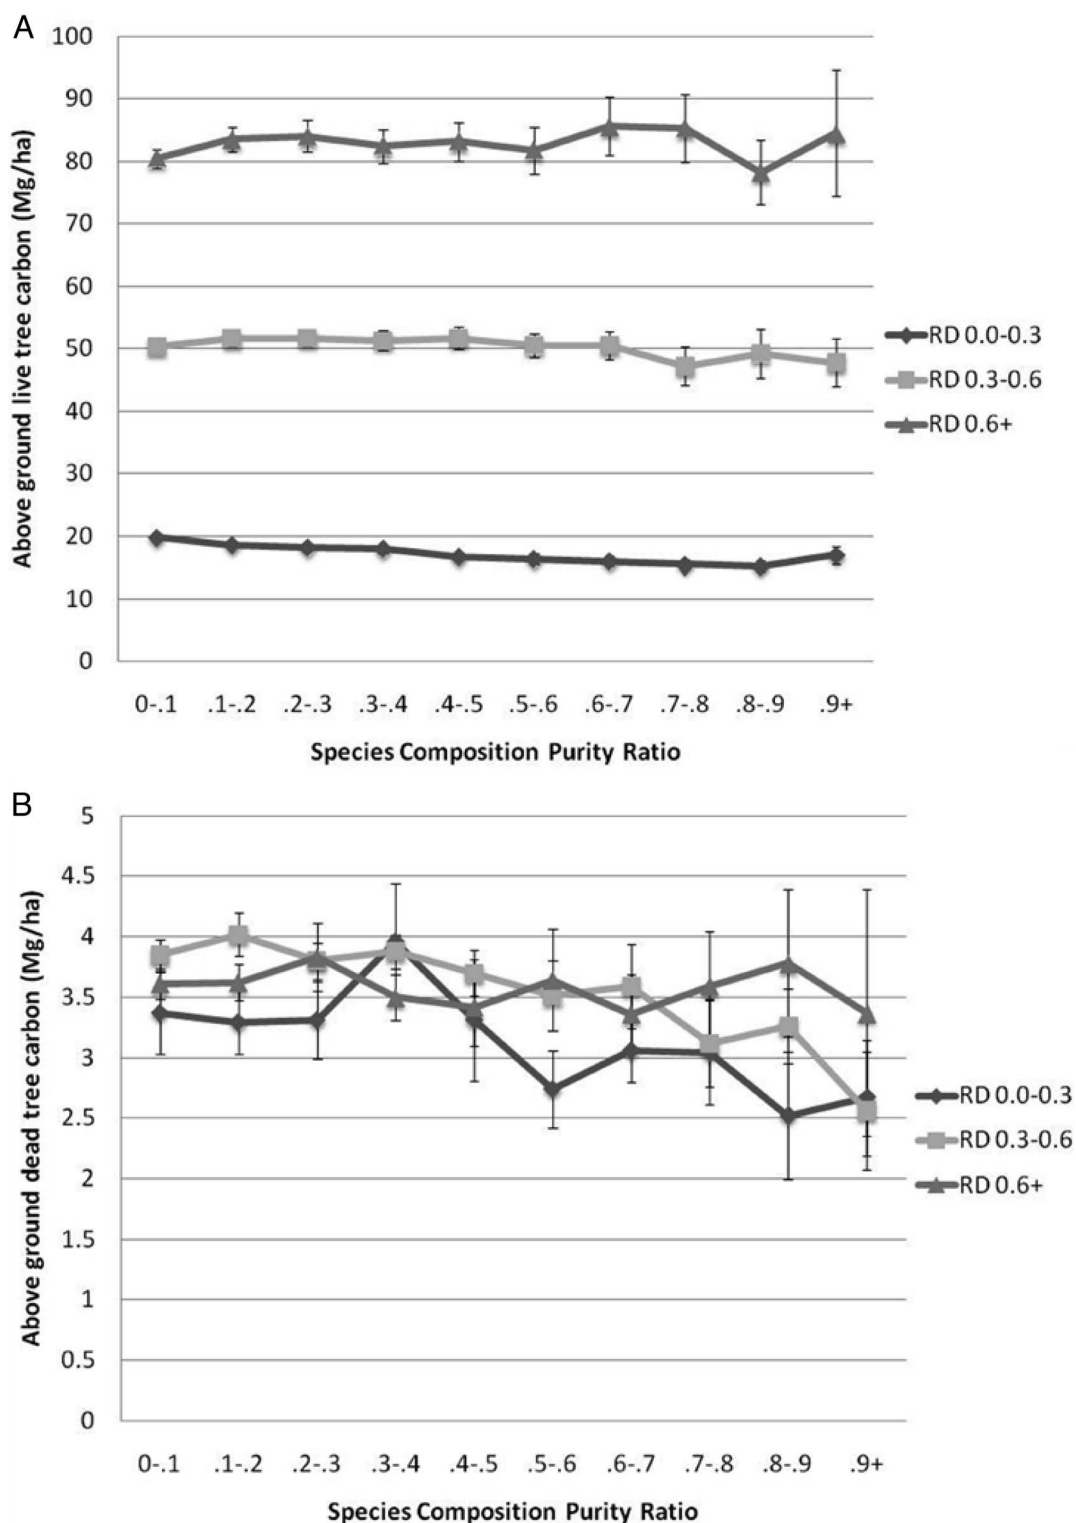 A
100
90
80
70
60
50
40
30
20
10
0
Above ground live tree carbon (Mg/ha)
0-.1 .1-.2 .2-.3 .3-.4 .4-.5 .5-.6 .6-.7 .7-.8 .8-.9 .9+
Species Composition Purity Ratio
RD 0.0-0.3
RD 0.3-0.6
RD 0.6+
B
5
4.5
4
3.5
3
2.5
2
1.5
1
0.5
0
Above ground dead tree carbon (Mg/ha)
0-.1 .1-.2 .2-.3 .3-.4 .4-.5 .5-.6 .6-.7 .7-.8 .8-.9 .9+
Species Composition Purity Ratio
RD 0.0-0.3
RD 0.3-0.6
RD 0.6+